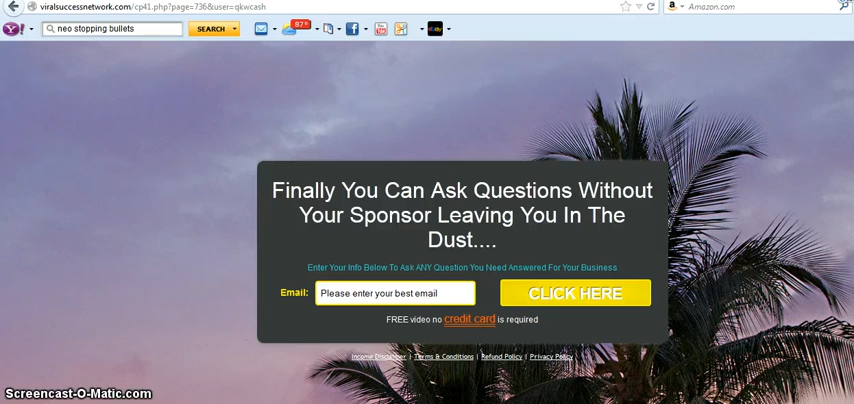 viralsuccessnetwork.com/cp41.php?page=736&user=qkwcash
Amazon.com
Y!
neo stopping bullets
SEARCH
87°
Finally You Can Ask Questions Without
Your Sponsor Leaving You In The
Dust....
Enter Your Info Below To Ask ANY Question You Need Answered For Your Business
Email:
Please enter your best email
CLICK HERE
FREE video no credit card is required
Income Disclaimer | Terms & Conditions | Refund Policy | Privacy Policy
Screencast-O-Matic.com